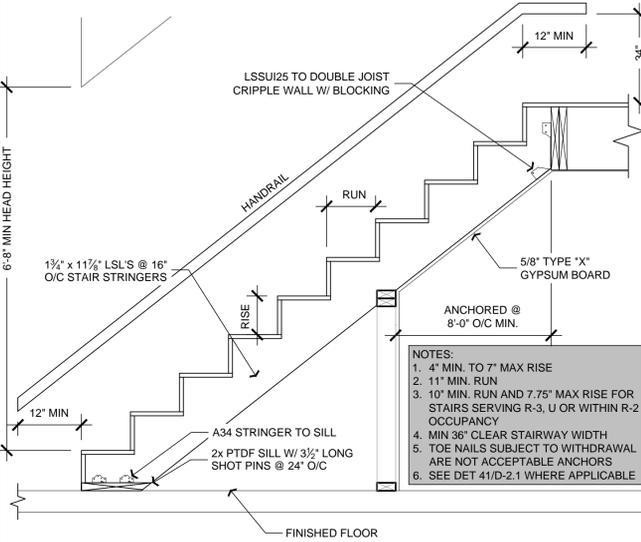 12" MIN
34"
LSSUI25 TO DOUBLE JOIST
CRIPPLE WALL W/ BLOCKING
6'-8" MIN HEAD HEIGHT
HANDRAIL
RUN
1¾" x 11⅞" LSL'S @ 16"
O/C STAIR STRINGERS
5/8" TYPE "X"
GYPSUM BOARD
RISE
ANCHORED @
8'-0" O/C MIN.
NOTES:
1. 4" MIN. TO 7" MAX RISE
2. 11" MIN. RUN
3. 10" MIN. RUN AND 7.75" MAX RISE FOR
STAIRS SERVING R-3, U OR WITHIN R-2
OCCUPANCY
4. MIN 36" CLEAR STAIRWAY WIDTH
5. TOE NAILS SUBJECT TO WITHDRAWAL
ARE NOT ACCEPTABLE ANCHORS
6. SEE DET 41/D-2.1 WHERE APPLICABLE
12" MIN
A34 STRINGER TO SILL
2x PTDF SILL W/ 3½" LONG
SHOT PINS @ 24" O/C
FINISHED FLOOR